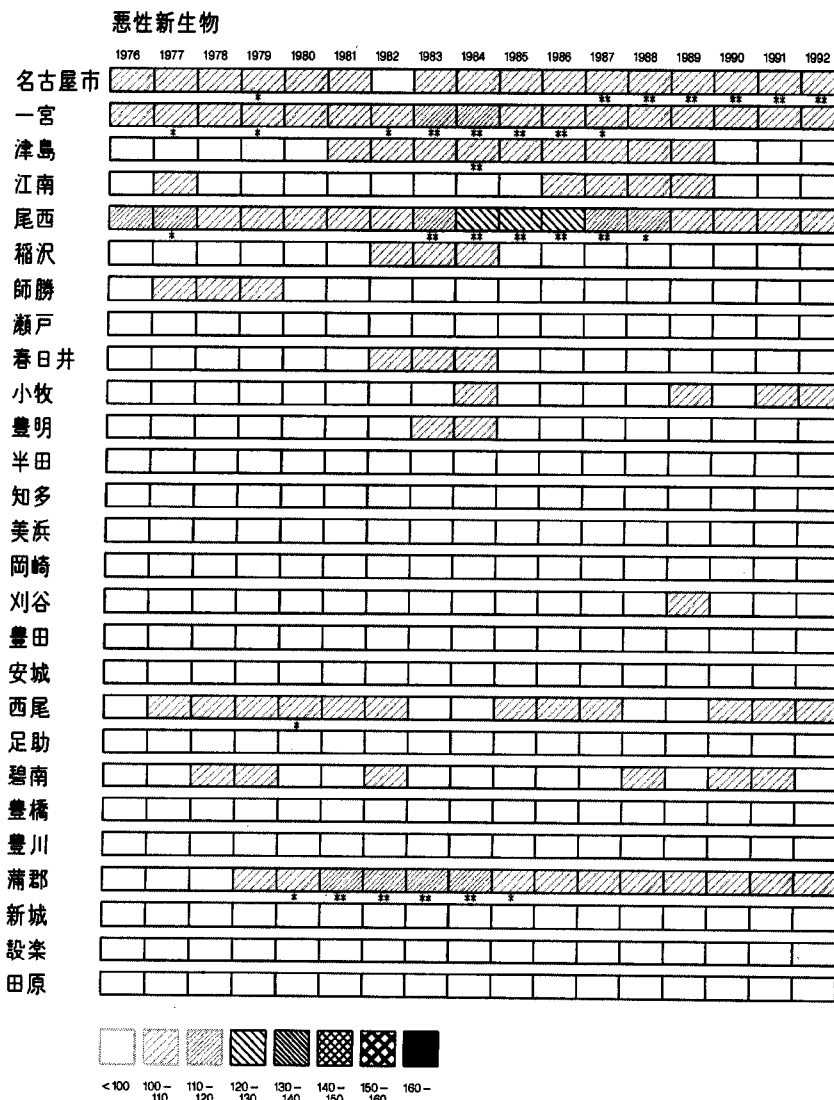 悪性新生物
1976 1977 1978 1979 1980 1981 1982 1983 1984 1985 1986 1987 1988 1989 1990 1991 1992
名古屋市
* ** ** ** ** ** **
一宮
* * * ** ** ** ** *
津島
**
江南
尾西
* ** ** ** ** ** *
稲沢
師勝
瀬戸
春日井
小牧
豊明
半田
知多
美浜
岡崎
刈谷
豊田
安城
西尾
*
足助
碧南
豊橋
豊川
蒲郡
* ** ** ** ** *
新城
設楽
田原
<100 100- 110- 120- 130- 140- 150- 160-
110 120 130 140 150 160